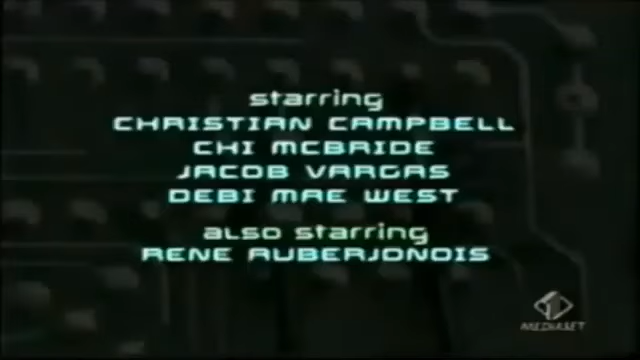 starring
CHRISTIAN CAMPBELL
CHI MCBRIDE
JACOB VARGAS
DEBI MAE WEST
also starring
RENE AUBERJONOIS
MEDIASET